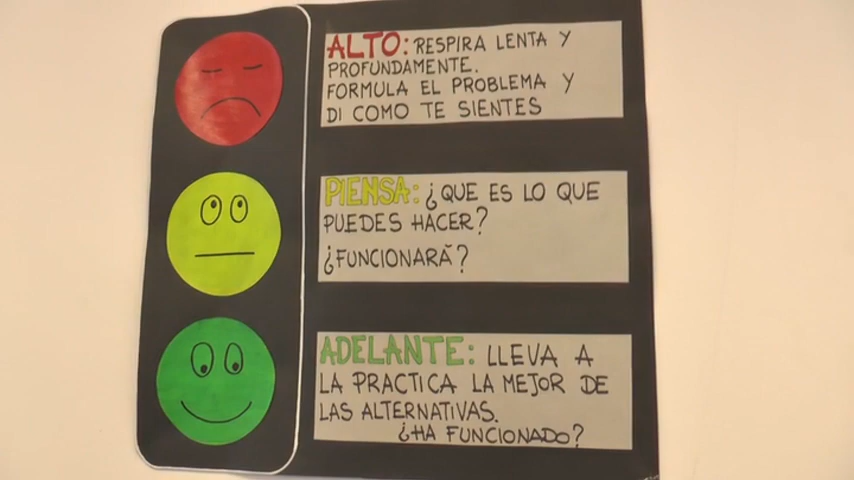 ALTO: RESPIRA LENTA Y
PROFUNDAMENTE.
FORMULA EL PROBLEMA Y
DI COMO TE SIENTES
PIENSA: ¿QUE ES LO QUE
PUEDES HACER?
¿FUNCIONARÁ?
ADELANTE: LLEVA A
LA PRACTICA LA MEJOR DE
LAS ALTERNATIVAS.
¿HA FUNCIONADO?